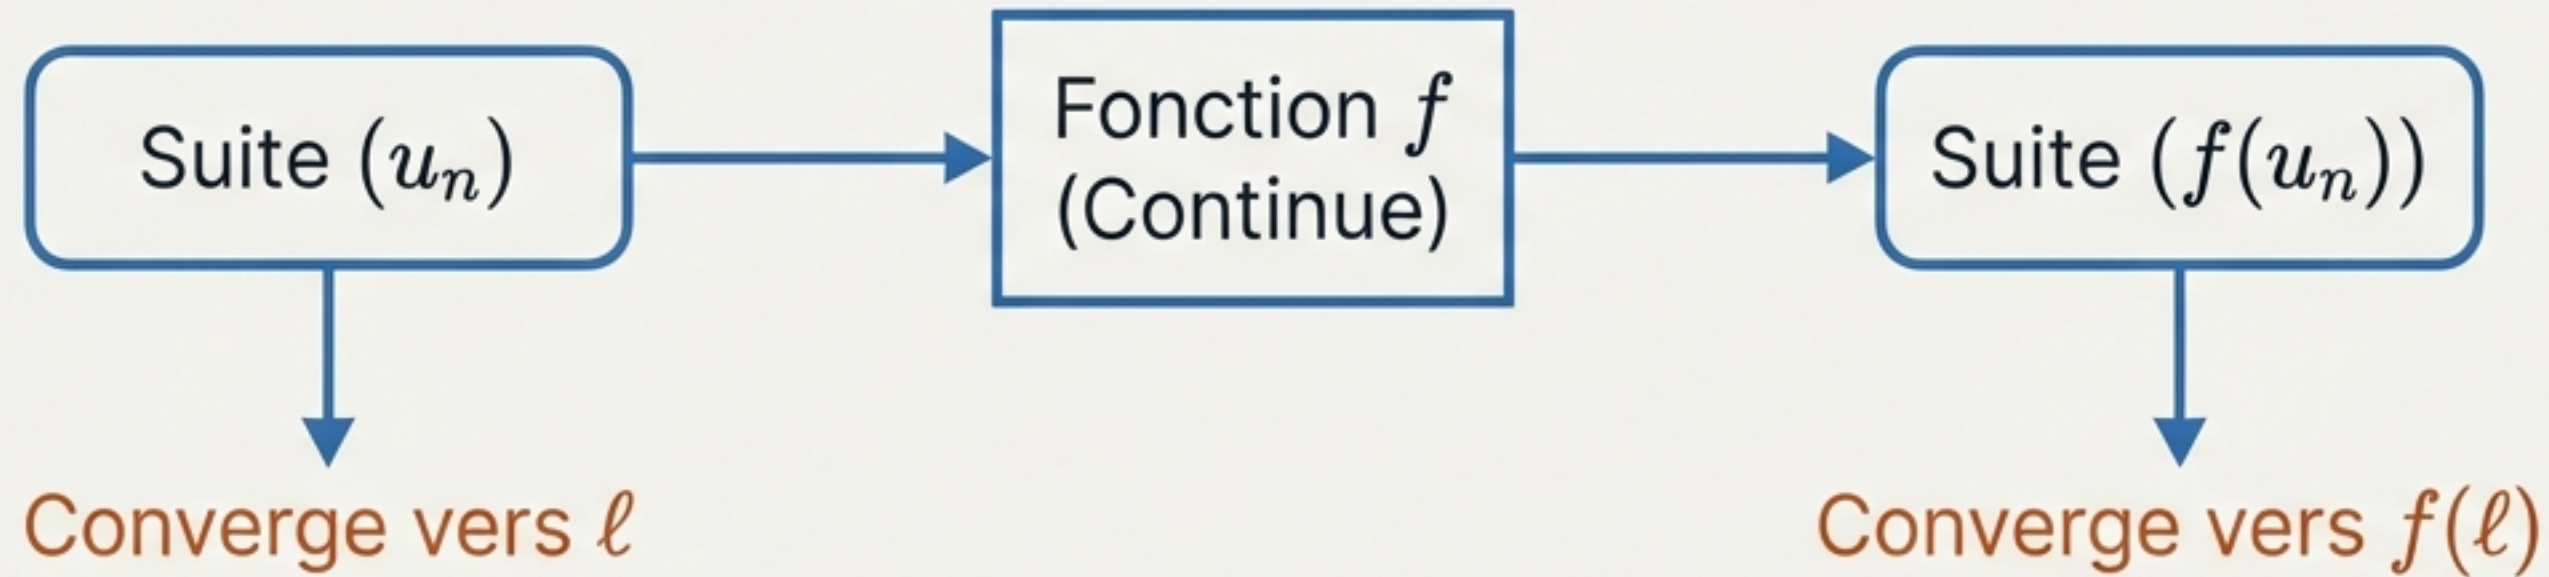 Suite (uₙ)
Fonction f
(Continue)
Suite (f(uₙ))
Converge vers ℓ
Converge vers f(ℓ)